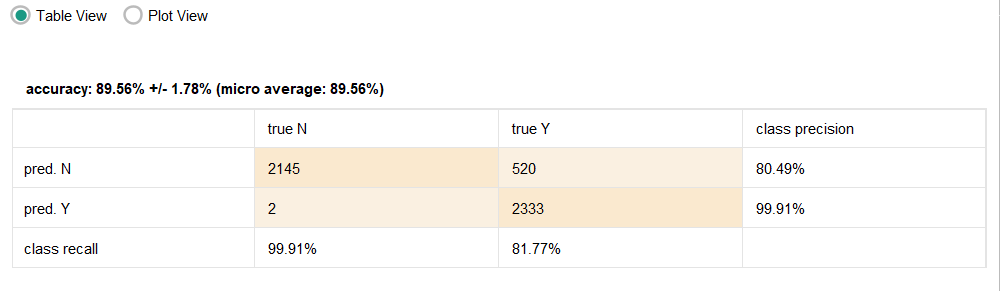 Table View Plot View
accuracy: 89.56% +/- 1.78% (micro average: 89.56%)
true N true Y class precision
pred. N 2145 520 80.49%
pred. Y 2 2333 99.91%
class recall 99.91% 81.77%